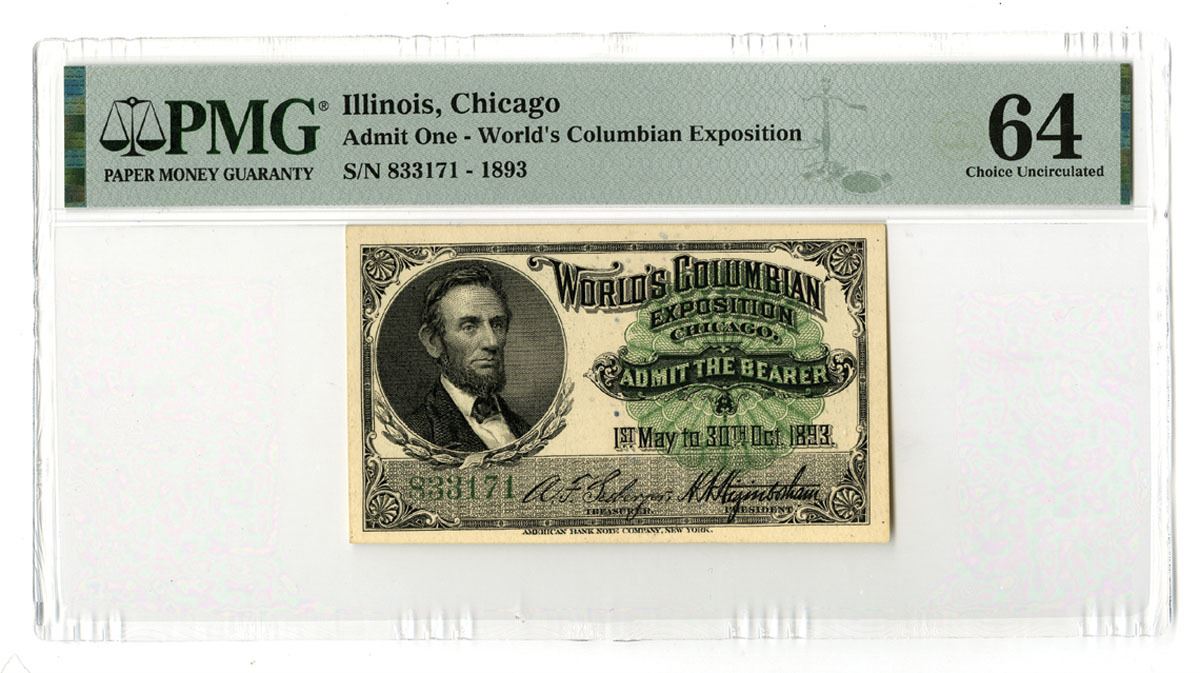 PMG®
PAPER MONEY GUARANTY
Illinois, Chicago
Admit One - World's Columbian Exposition
S/N 833171 - 1893
64
Choice Uncirculated
WORLD'S COLUMBIAN
EXPOSITION
CHICAGO,
ADMIT THE BEARER
1ST May to 30TH Oct. 1893.
833171 A. F. Seeberger H. N. Higinbotham
TREASURER. PRESIDENT
AMERICAN BANK NOTE COMPANY, NEW YORK.